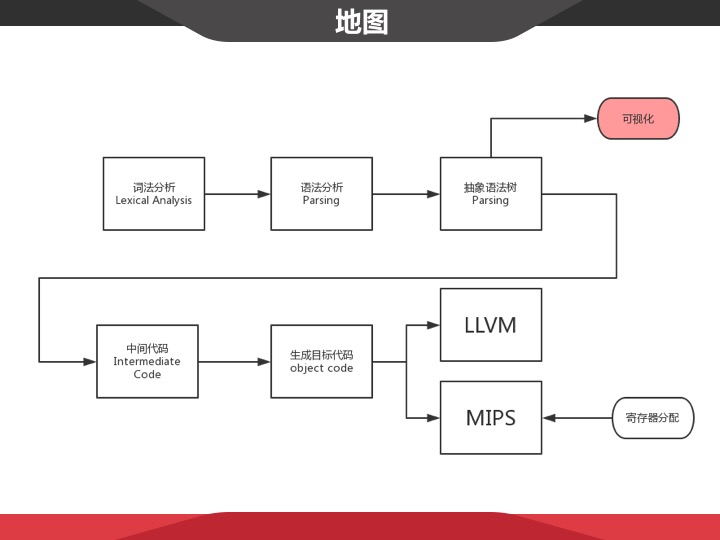 地图
可视化
词法分析
Lexical Analysis
语法分析
Parsing
抽象语法树
Parsing
中间代码
Intermediate
Code
生成目标代码
object code
LLVM
MIPS
寄存器分配